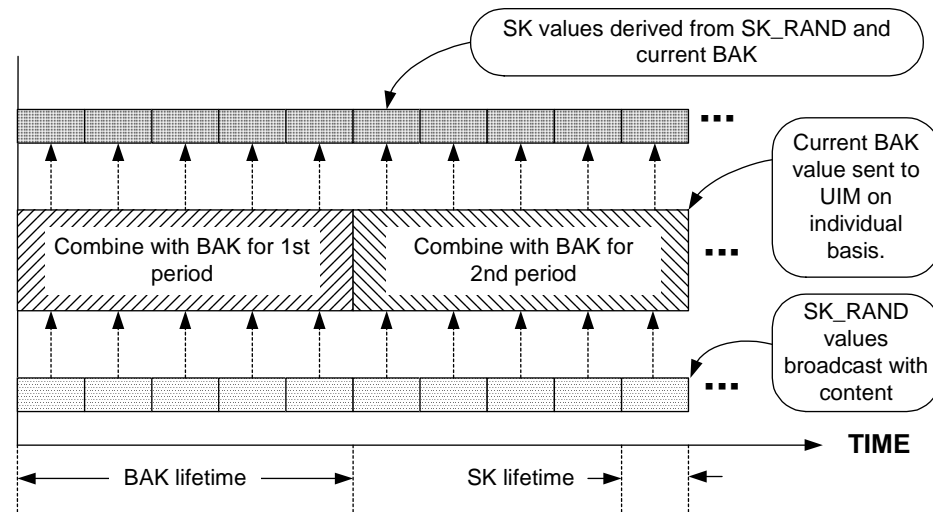 SK values derived from SK_RAND and
current BAK
Current BAK
value sent to
UIM on
individual
basis.
Combine with BAK for 1st
period
Combine with BAK for
2nd period
SK_RAND
values
broadcast with
content
TIME
BAK lifetime
SK lifetime